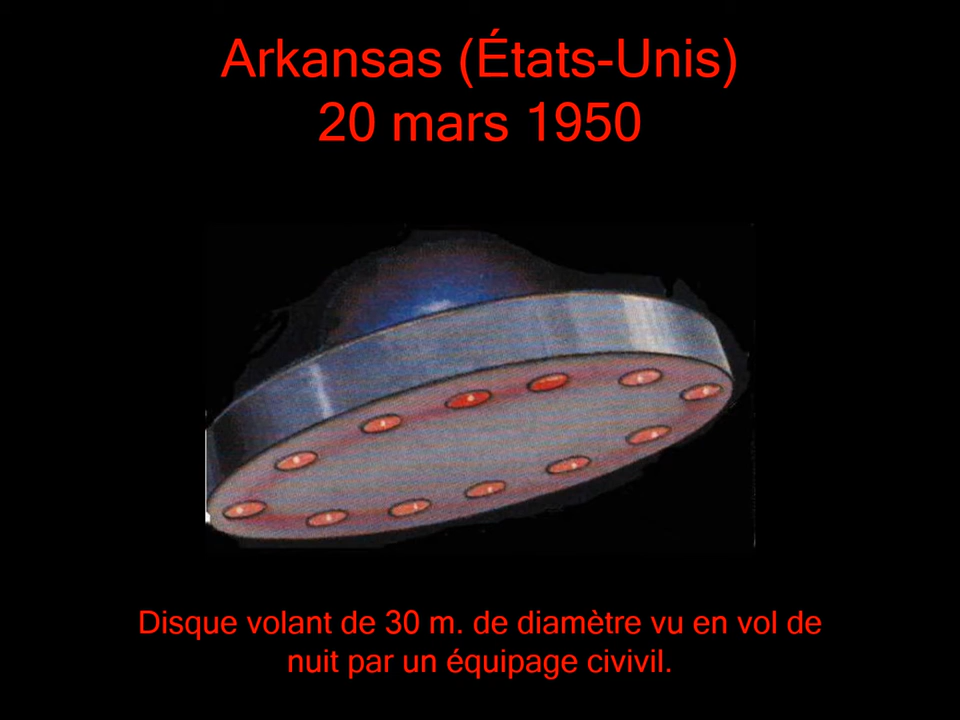 Arkansas (États-Unis)
20 mars 1950
Disque volant de 30 m. de diamètre vu en vol de
nuit par un équipage civivil.